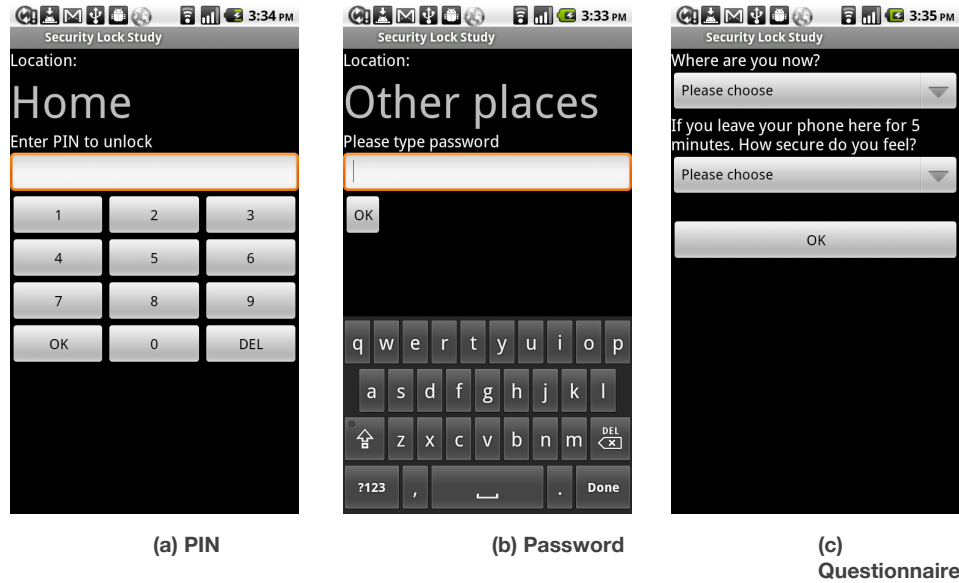 3:34 PM
Security Lock Study
Location:
Home
Enter PIN to unlock
1 2 3
4 5 6
7 8 9
OK 0 DEL
(a) PIN
3:33 PM
Security Lock Study
Location:
Other places
Please type password
OK
q w e r t y u i o p
a s d f g h j k l
z x c v b n m DEL
?123 , . Done
(b) Password
3:35 PM
Security Lock Study
Where are you now?
Please choose
If you leave your phone here for 5
minutes. How secure do you feel?
Please choose
OK
(c)
Questionnaire